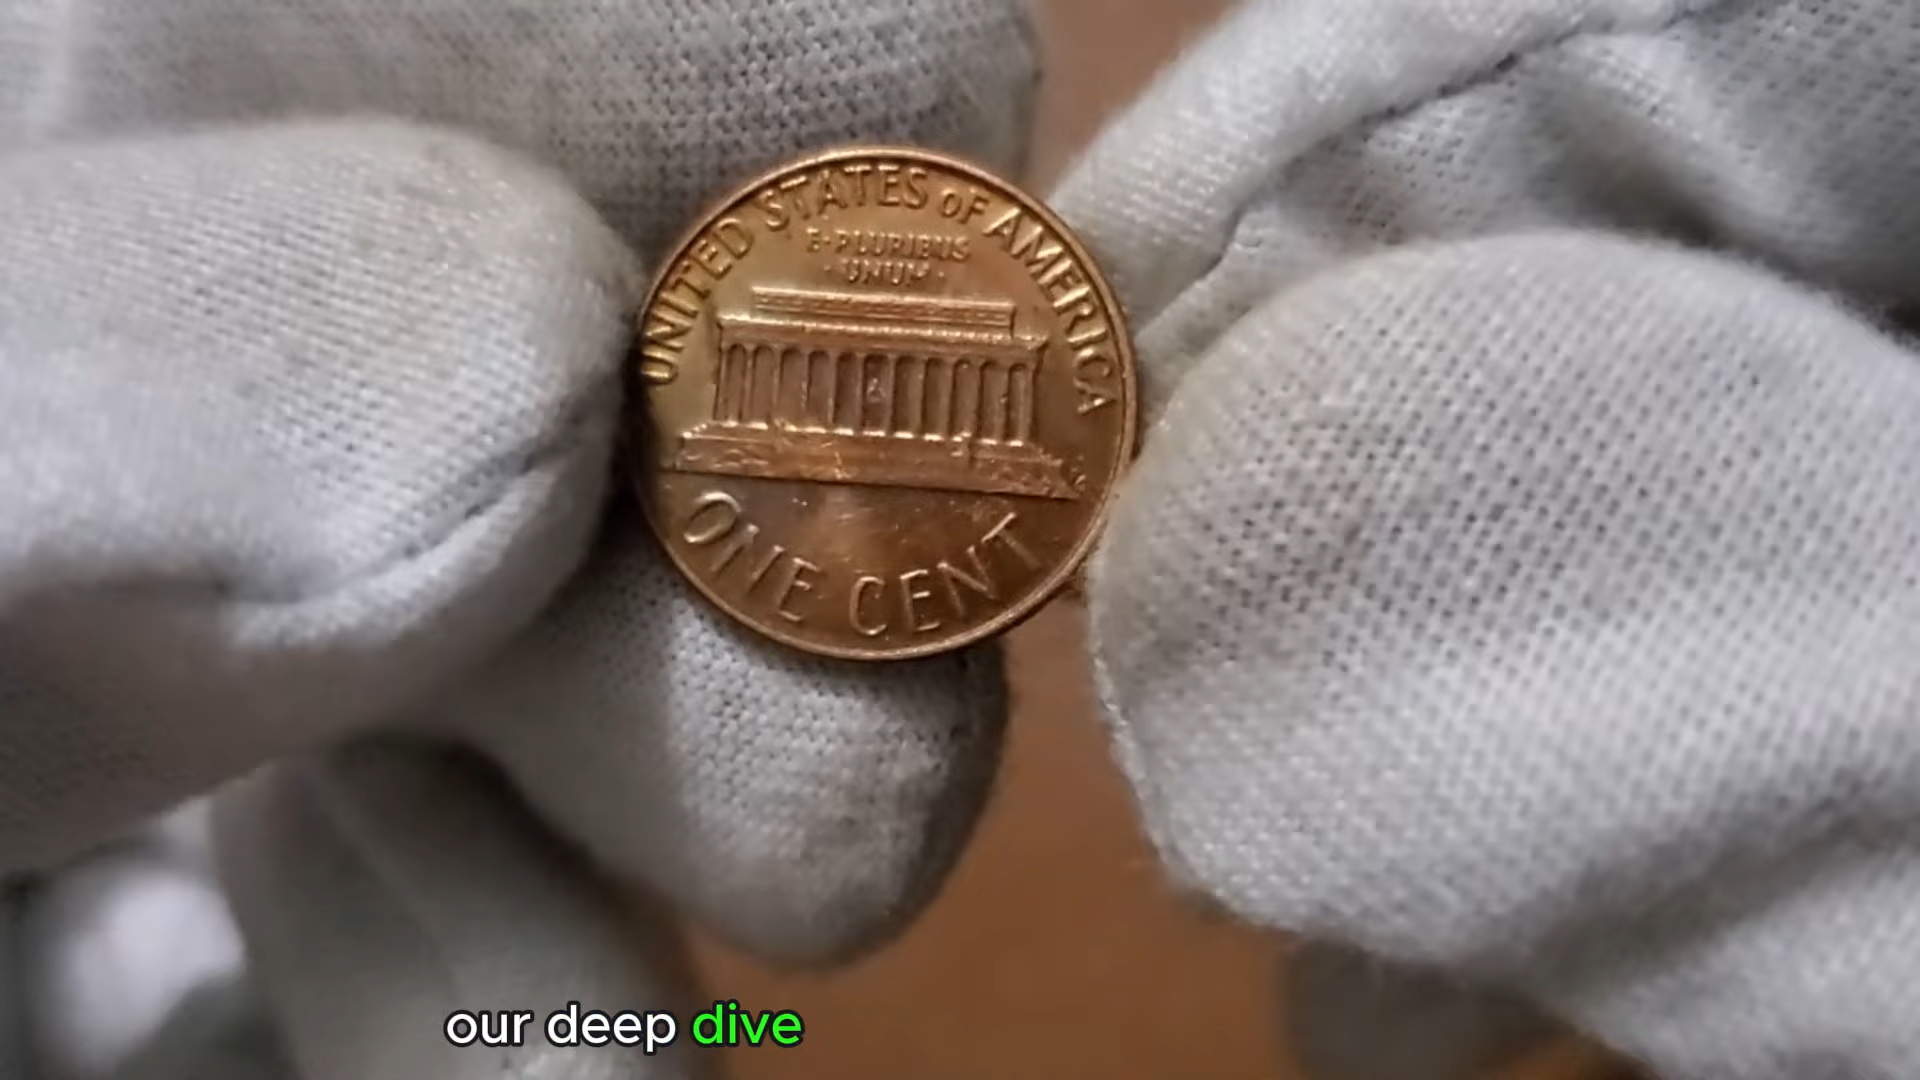 UNITED STATES OF AMERICA
E·PLURIBUS
·UNUM·
ONE CENT
our deep dive